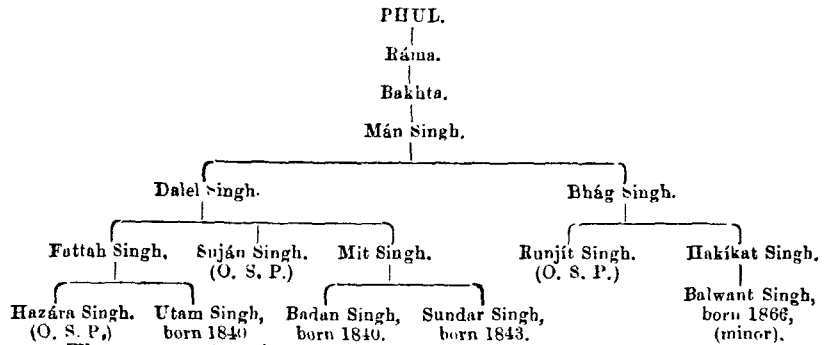 PHUL.
Ráma.
Bakhta.
Mán Singh.
Dalel Singh. Bhág Singh.
Fattah Singh. Suján Singh. Mit Singh. Runjít Singh. Hakíkat Singh.
(O. S. P.) (O. S. P.)
Hazára Singh. Utam Singh, Badan Singh, Sundar Singh, Balwant Singh,
(O. S. P.) born 1840 born 1840. born 1843. born 1866,
(minor).